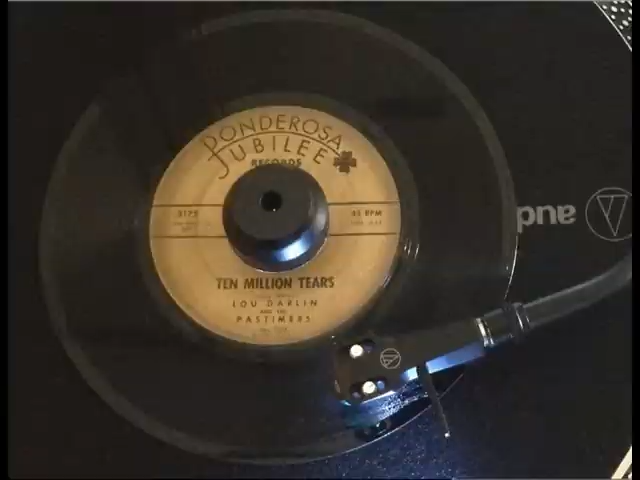 PONDEROSA
JUBILEE
RECORDS
45 RPM
TEN MILLION TEARS
LOU DARLIN
AND THE
PASTIMERS